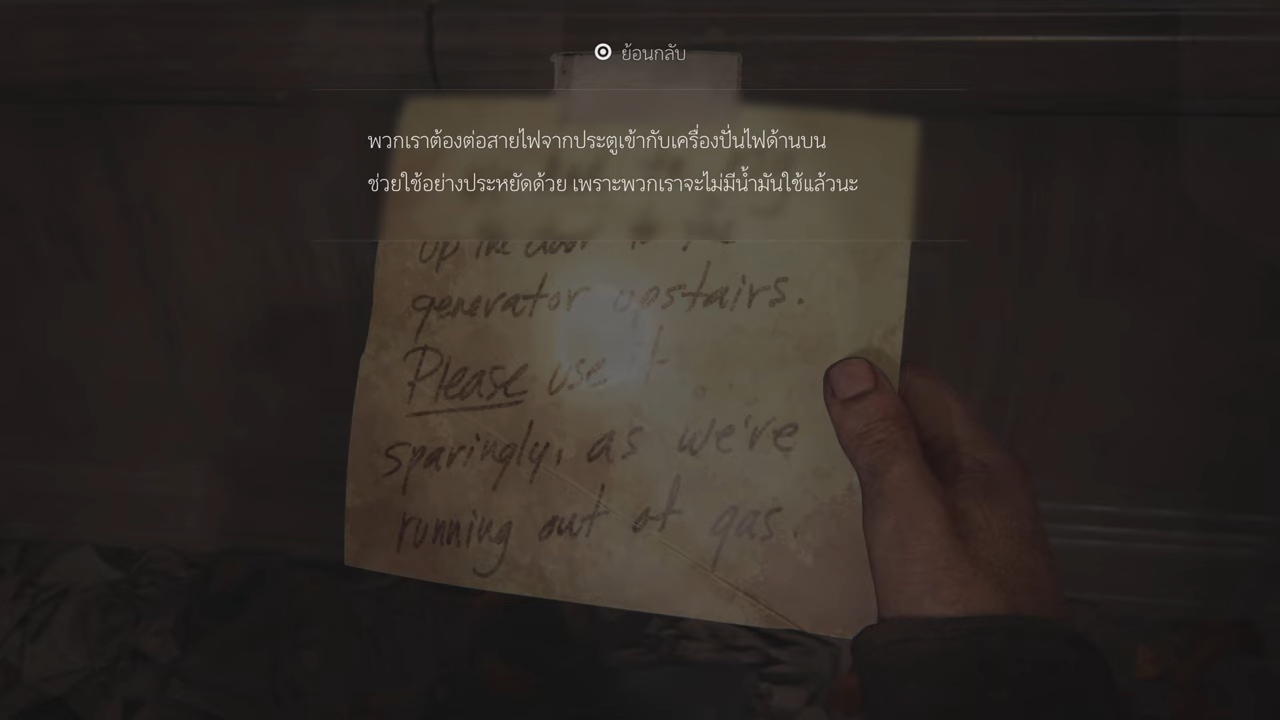 ย้อนกลับ
พวกเราต้องต่อสายไฟจากประตูเข้ากับเครื่องปั่นไฟด้านบน
ช่วยใช้อย่างประหยัดด้วย เพราะพวกเราจะไม่มีน้ำมันใช้แล้วนะ
up the door to the
generator upstairs.
Please use it
sparingly, as we're
running out of gas.